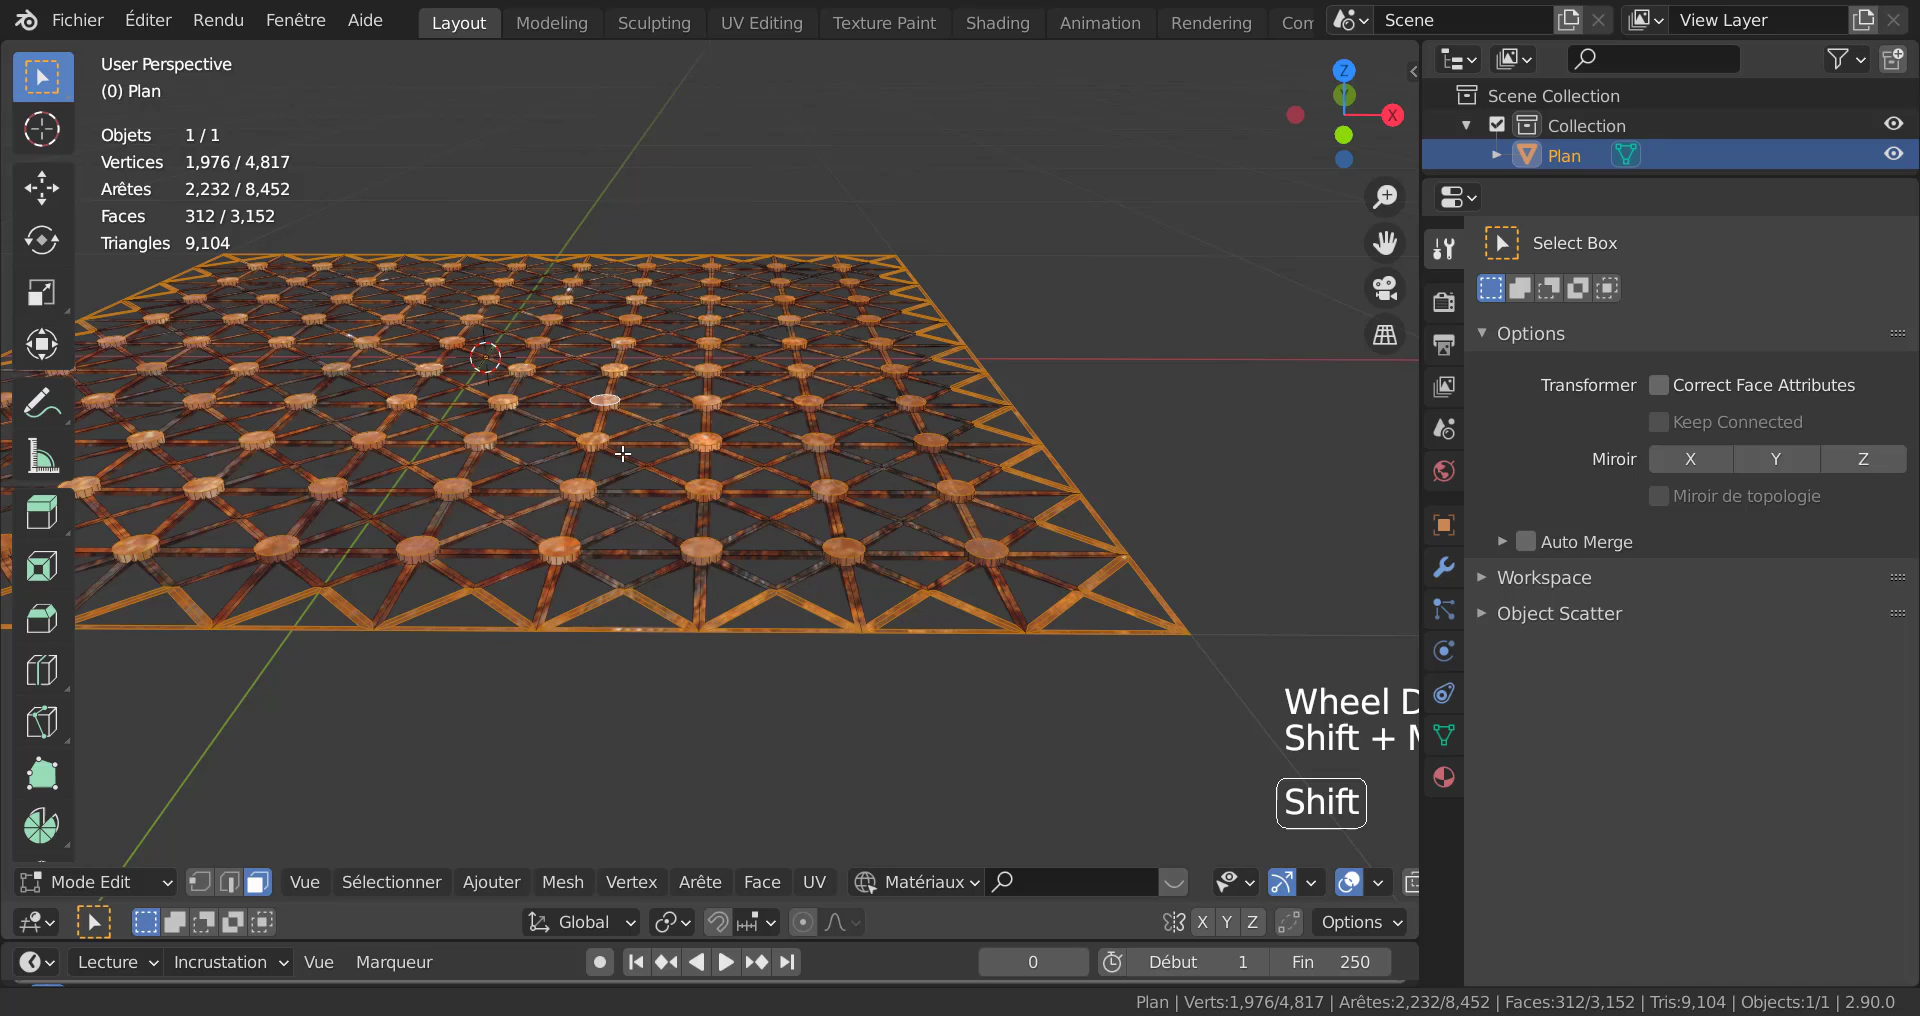 Fichier Éditer Rendu Fenêtre Aide
Layout Modeling Sculpting UV Editing Texture Paint Shading Animation Rendering Con
Scene
View Layer
User Perspective
(0) Plan
Objets 1 / 1
Vertices 1,976 / 4,817
Arêtes 2,232 / 8,452
Faces 312 / 3,152
Triangles 9,104
Z
Y
X
Scene Collection
Collection
Plan
Select Box
Options
Transformer Correct Face Attributes
Keep Connected
Miroir X Y Z
Miroir de topologie
Auto Merge
Workspace
Object Scatter
Wheel D
Shift + M
Shift
Mode Edit Vue Sélectionner Ajouter Mesh Vertex Arête Face UV Matériaux
Global X Y Z Options
Lecture Incrustation Vue Marqueur 0 Début 1 Fin 250
Plan | Verts:1,976/4,817 | Arêtes:2,232/8,452 | Faces:312/3,152 | Tris:9,104 | Objects:1/1 | 2.90.0